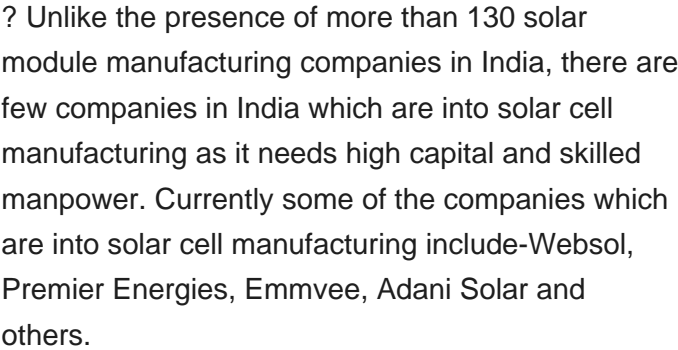 ? Unlike the presence of more than 130 solar
module manufacturing companies in India, there are
few companies in India which are into solar cell
manufacturing as it needs high capital and skilled
manpower. Currently some of the companies which
are into solar cell manufacturing include-Websol,
Premier Energies, Emmvee, Adani Solar and
others.